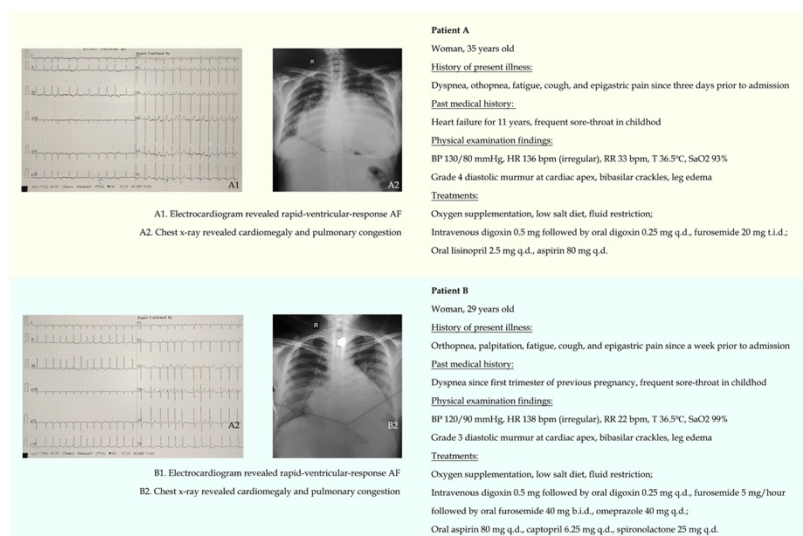 Patient A
Woman, 35 years old
History of present illness:
Dyspnea, othopnea, fatigue, cough, and epigastric pain since three days prior to admission
Past medical history:
Heart failure for 11 years, frequent sore-throat in childhod
Physical examination findings:
BP 130/80 mmHg, HR 136 bpm (irregular), RR 33 bpm, T 36.5°C, SaO2 93%
Grade 4 diastolic murmur at cardiac apex, bibasilar crackles, leg edema
Treatments:
Oxygen supplementation, low salt diet, fluid restriction;
Intravenous digoxin 0.5 mg followed by oral digoxin 0.25 mg q.d., furosemide 20 mg t.i.d.;
Oral lisinopril 2.5 mg q.d., aspirin 80 mg q.d.
R
A1
A2
A1. Electrocardiogram revealed rapid-ventricular-response AF
A2. Chest x-ray revealed cardiomegaly and pulmonary congestion
Patient B
Woman, 29 years old
History of present illness:
Orthopnea, palpitation, fatigue, cough, and epigastric pain since a week prior to admission
Past medical history:
Dyspnea since first trimester of previous pregnancy, frequent sore-throat in childhod
Physical examination findings:
BP 120/90 mmHg, HR 138 bpm (irregular), RR 22 bpm, T 36.5°C, SaO2 99%
Grade 3 diastolic murmur at cardiac apex, bibasilar crackles, leg edema
Treatments:
Oxygen supplementation, low salt diet, fluid restriction;
Intravenous digoxin 0.5 mg followed by oral digoxin 0.25 mg q.d., furosemide 5 mg/hour
followed by oral furosemide 40 mg b.i.d., omeprazole 40 mg q.d.;
Oral aspirin 80 mg q.d., captopril 6.25 mg q.d., spironolactone 25 mg q.d.
R
A2
B2
B1. Electrocardiogram revealed rapid-ventricular-response AF
B2. Chest x-ray revealed cardiomegaly and pulmonary congestion